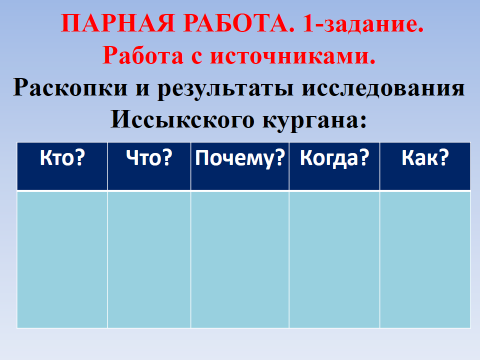 ПАРНАЯ РАБОТА. 1-задание.
Работа с источниками.
Раскопки и результаты исследования
Иссыкского кургана:
Кто? Что? Почему? Когда? Как?